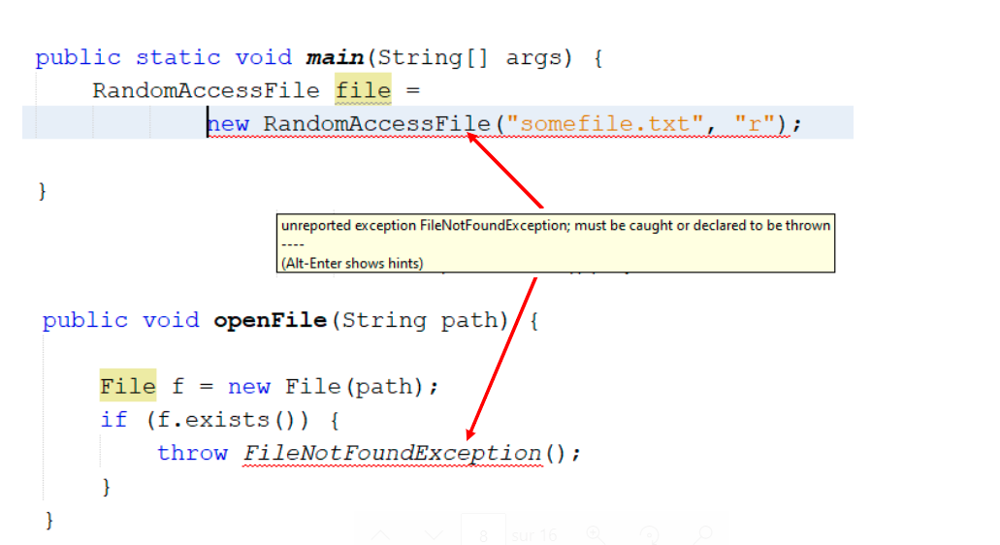 public static void main(String[] args) {
RandomAccessFile file =
new RandomAccessFile("somefile.txt", "r");
}
unreported exception FileNotFoundException; must be caught or declared to be thrown
----
(Alt-Enter shows hints)
public void openFile(String path) {
File f = new File(path);
if (f.exists()) {
throw FileNotFoundException();
}
}
8 sur 16